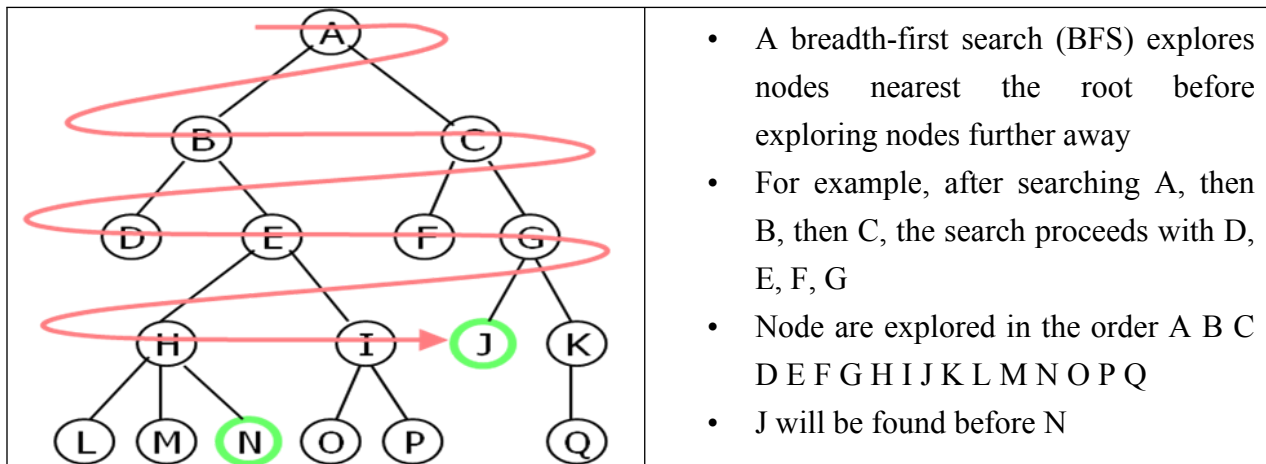 A
B C
D E F G
H I J K
L M N O P Q
• A breadth-first search (BFS) explores
nodes nearest the root before
exploring nodes further away
• For example, after searching A, then
B, then C, the search proceeds with D,
E, F, G
• Node are explored in the order A B C
D E F G H I J K L M N O P Q
• J will be found before N